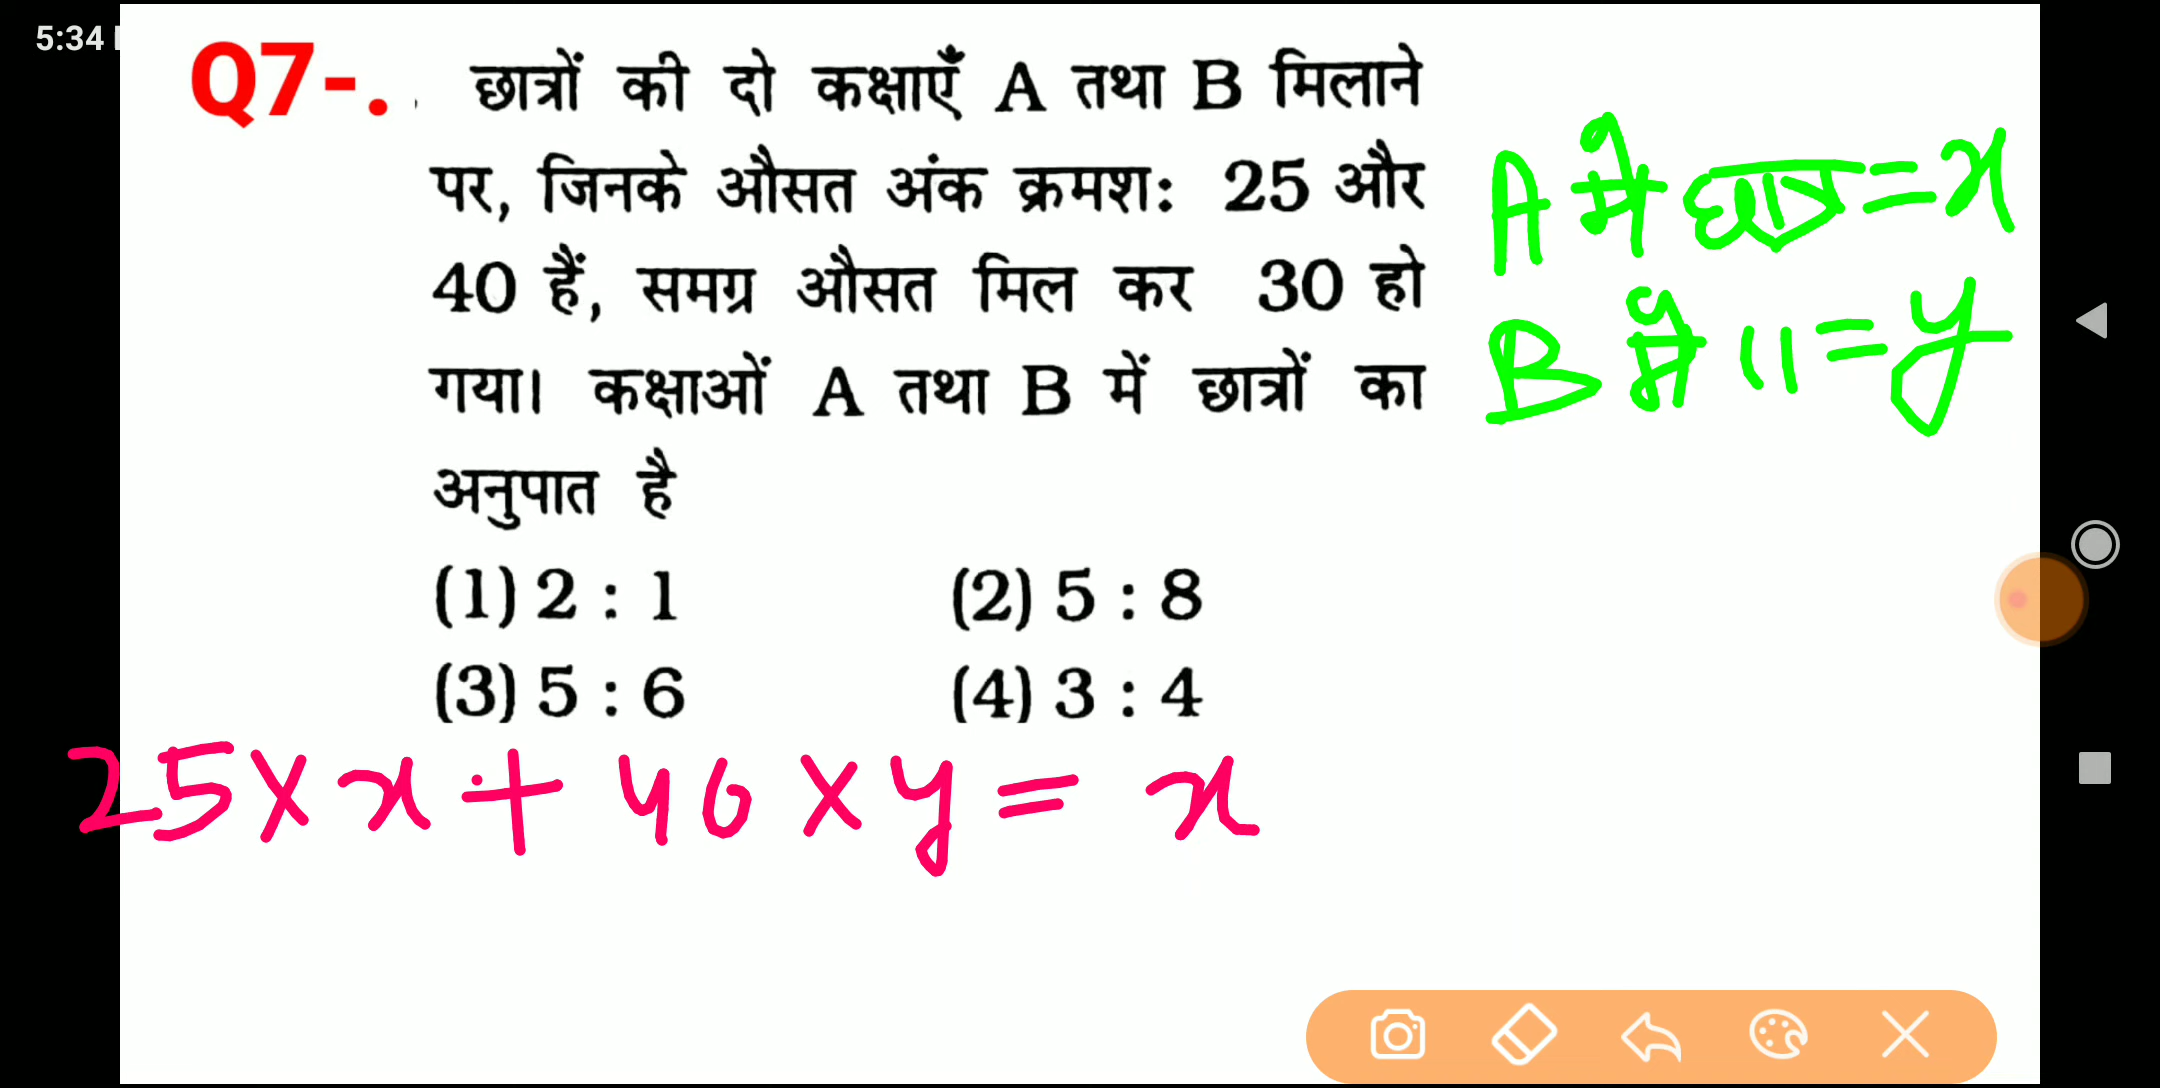 5:34
Q7-. छात्रों की दो कक्षाएँ A तथा B मिलाने
पर, जिनके औसत अंक क्रमशः 25 और
40 हैं, समग्र औसत मिल कर 30 हो
गया। कक्षाओं A तथा B में छात्रों का
अनुपात है
(1) 2 : 1 (2) 5 : 8
(3) 5 : 6 (4) 3 : 4
A में छात्र = x
B में 11 = y
25 × x + 40 × y = x